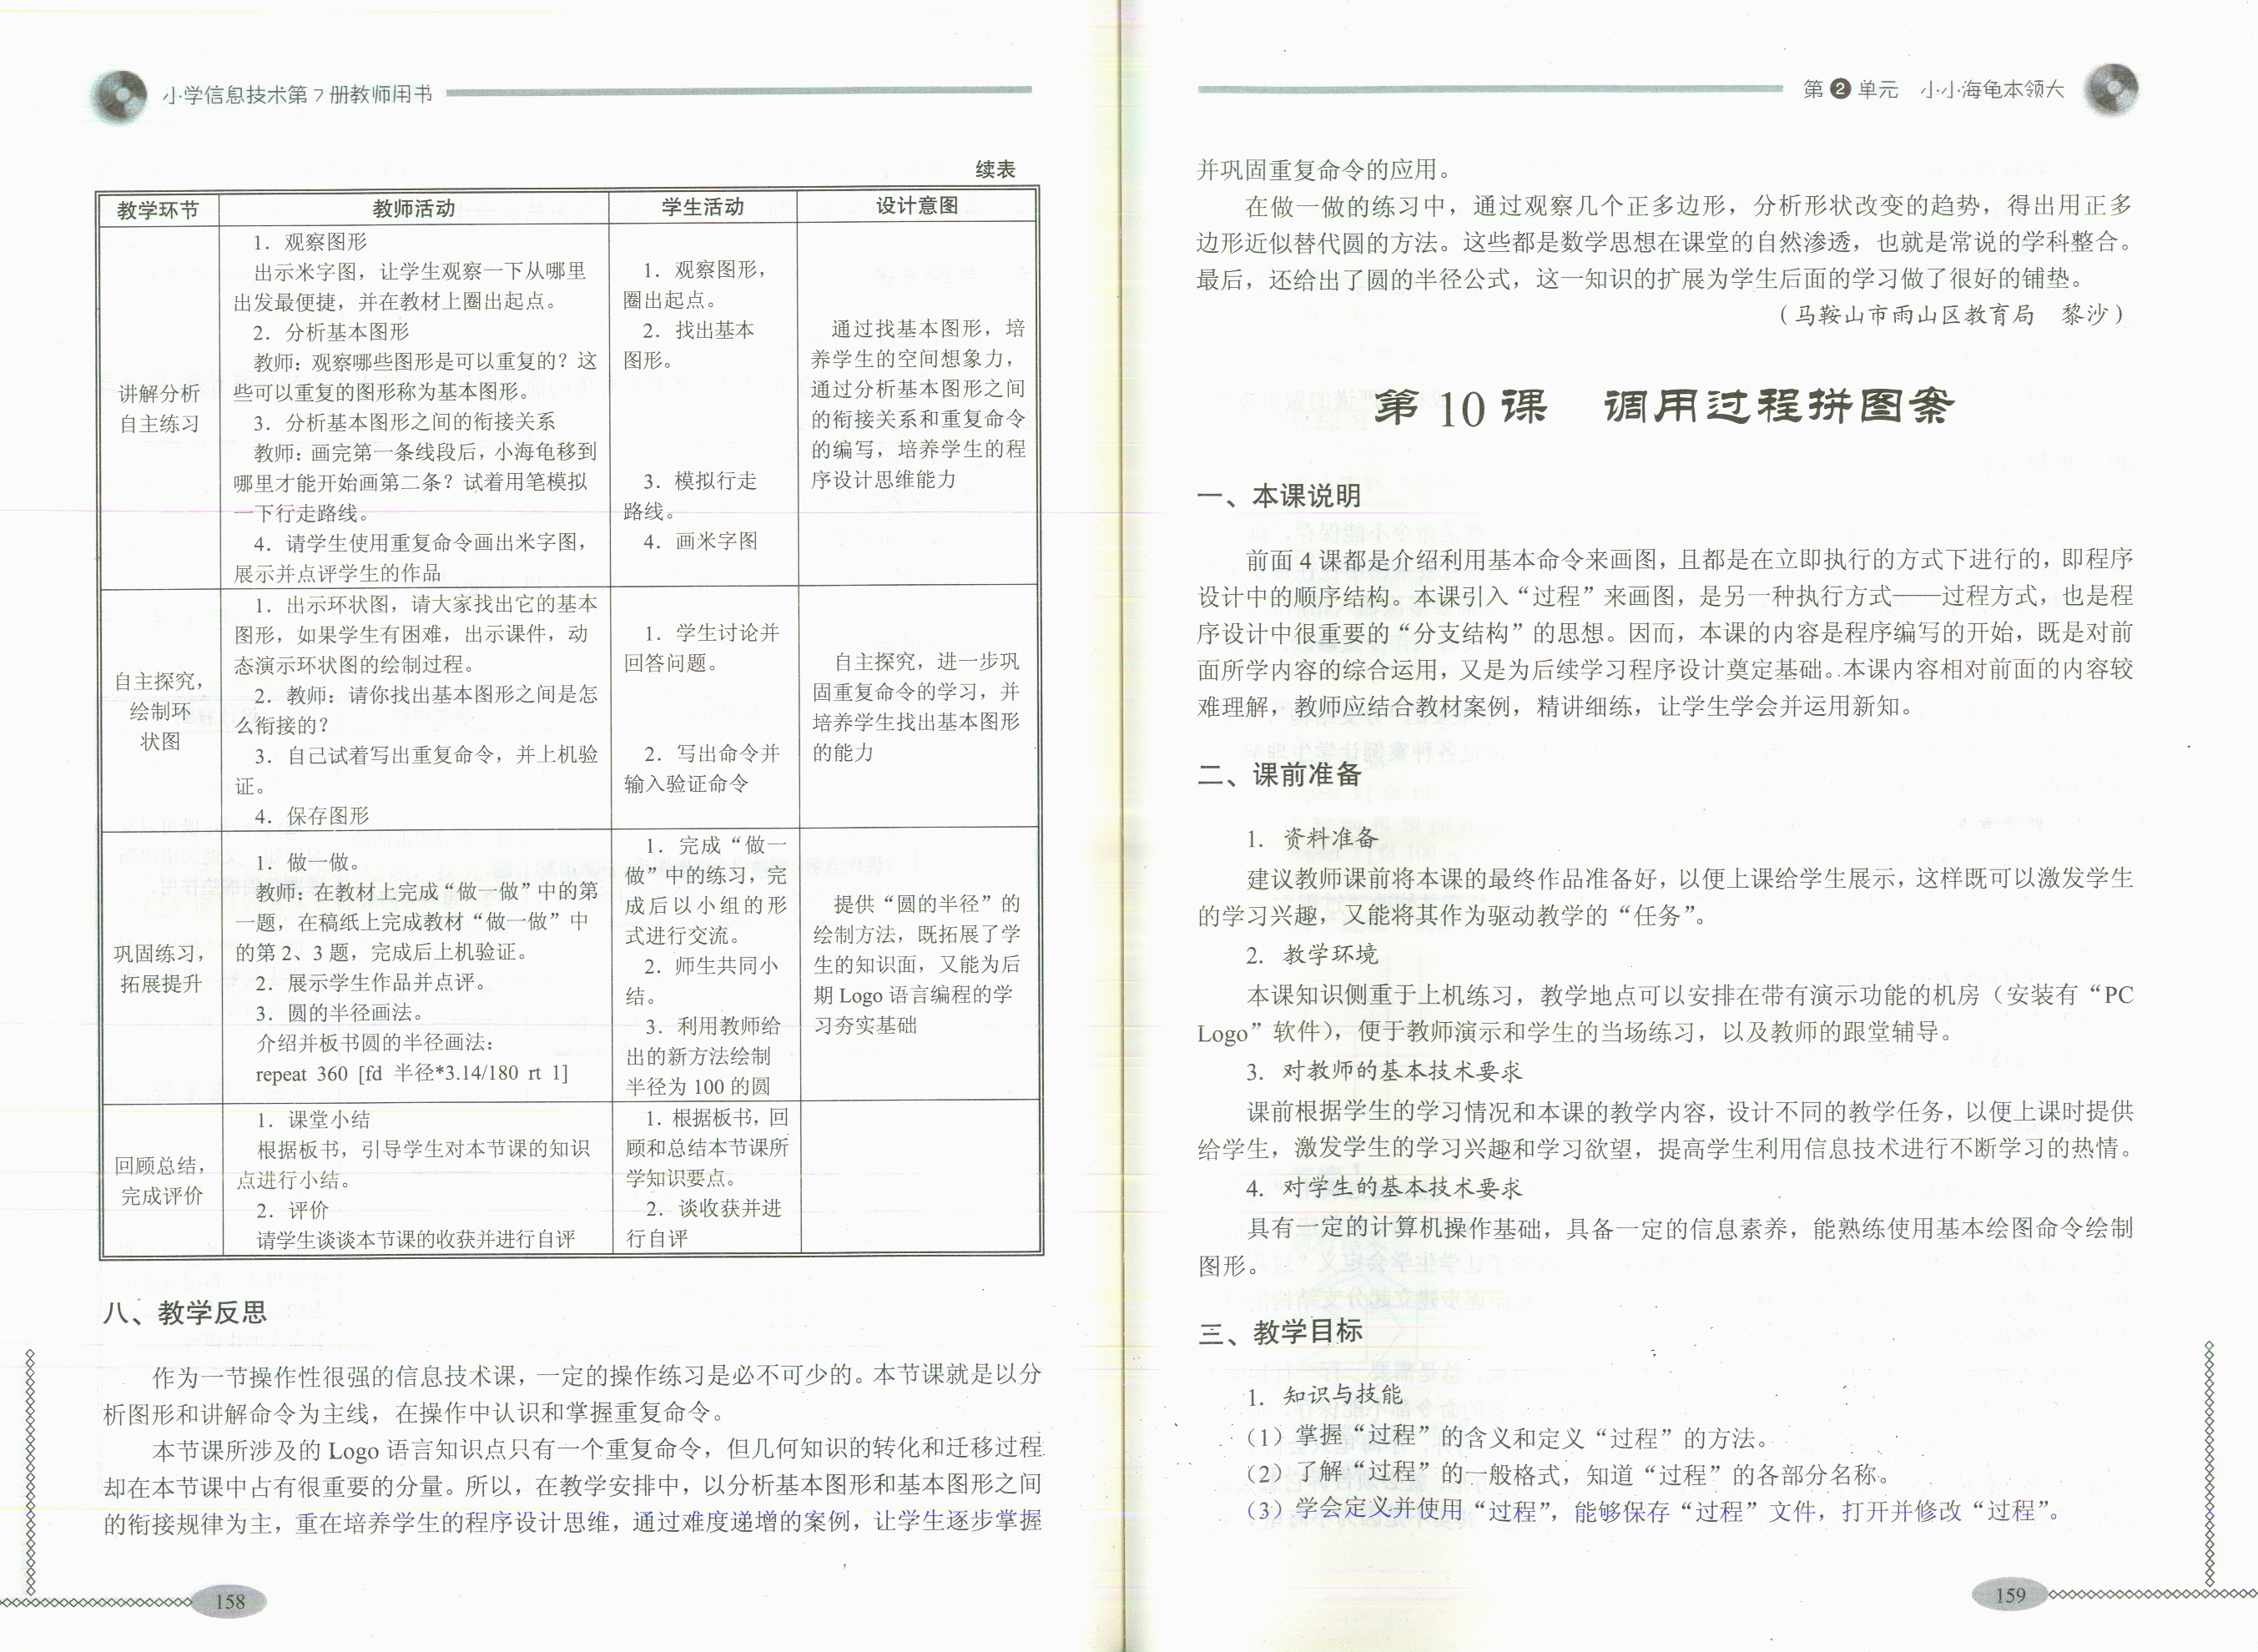 小学信息技术第7册教师用书
续表
教学环节 教师活动 学生活动 设计意图
讲解分析
自主练习
1．观察图形
出示米字图，让学生观察一下从哪里
出发最便捷，并在教材上圈出起点。
2．分析基本图形
教师：观察哪些图形是可以重复的？这
些可以重复的图形称为基本图形。
3．分析基本图形之间的衔接关系
教师：画完第一条线段后，小海龟移到
哪里才能开始画第二条？试着用笔模拟
一下行走路线。
4．请学生使用重复命令画出米字图，
展示并点评学生的作品
1．观察图形，
圈出起点。
2．找出基本
图形。
3．模拟行走
路线。
4．画米字图
通过找基本图形，培
养学生的空间想象力，
通过分析基本图形之间
的衔接关系和重复命令
的编写，培养学生的程
序设计思维能力
自主探究，
绘制环
状图
1．出示环状图，请大家找出它的基本
图形，如果学生有困难，出示课件，动
态演示环状图的绘制过程。
2．教师：请你找出基本图形之间是怎
么衔接的？
3．自己试着写出重复命令，并上机验
证。
4．保存图形
1．学生讨论并
回答问题。
2．写出命令并
输入验证命令
自主探究，进一步巩
固重复命令的学习，并
培养学生找出基本图形
的能力
巩固练习，
拓展提升
1．做一做。
教师：在教材上完成“做一做”中的第
一题，在稿纸上完成教材“做一做”中
的第2、3题，完成后上机验证。
2．展示学生作品并点评。
3．圆的半径画法。
介绍并板书圆的半径画法：
repeat 360 [fd 半径*3.14/180 rt 1]
1．完成“做一
做”中的练习，完
成后以小组的形
式进行交流。
2．师生共同小
结。
3．利用教师给
出的新方法绘制
半径为100的圆
提供“圆的半径”的
绘制方法，既拓展了学
生的知识面，又能为后
期Logo语言编程的学
习夯实基础
回顾总结，
完成评价
1．课堂小结
根据板书，引导学生对本节课的知识
点进行小结。
2．评价
请学生谈谈本节课的收获并进行自评
1．根据板书，回
顾和总结本节课所
学知识要点。
2．谈收获并进
行自评
八、教学反思
作为一节操作性很强的信息技术课，一定的操作练习是必不可少的。本节课就是以分
析图形和讲解命令为主线，在操作中认识和掌握重复命令。
本节课所涉及的Logo语言知识点只有一个重复命令，但几何知识的转化和迁移过程
却在本节课中占有很重要的分量。所以，在教学安排中，以分析基本图形和基本图形之间
的衔接规律为主，重在培养学生的程序设计思维，通过难度递增的案例，让学生逐步掌握
158
第2单元 小小海龟本领大
并巩固重复命令的应用。
在做一做的练习中，通过观察几个正多边形，分析形状改变的趋势，得出用正多
边形近似替代圆的方法。这些都是数学思想在课堂的自然渗透，也就是常说的学科整合。
最后，还给出了圆的半径公式，这一知识的扩展为学生后面的学习做了很好的铺垫。
（马鞍山市雨山区教育局 黎沙）
第10课 调用过程拼图案
一、本课说明
前面4课都是介绍利用基本命令来画图，且都是在立即执行的方式下进行的，即程序
设计中的顺序结构。本课引入“过程”来画图，是另一种执行方式——过程方式，也是程
序设计中很重要的“分支结构”的思想。因而，本课的内容是程序编写的开始，既是对前
面所学内容的综合运用，又是为后续学习程序设计奠定基础。本课内容相对前面的内容较
难理解，教师应结合教材案例，精讲细练，让学生学会并运用新知。
二、课前准备
1．资料准备
建议教师课前将本课的最终作品准备好，以便上课给学生展示，这样既可以激发学生
的学习兴趣，又能将其作为驱动教学的“任务”。
2．教学环境
本课知识侧重于上机练习，教学地点可以安排在带有演示功能的机房（安装有“PC
Logo”软件），便于教师演示和学生的当场练习，以及教师的跟堂辅导。
3．对教师的基本技术要求
课前根据学生的学习情况和本课的教学内容，设计不同的教学任务，以便上课时提供
给学生，激发学生的学习兴趣和学习欲望，提高学生利用信息技术进行不断学习的热情。
4．对学生的基本技术要求
具有一定的计算机操作基础，具备一定的信息素养，能熟练使用基本绘图命令绘制
图形。
三、教学目标
1．知识与技能
（1）掌握“过程”的含义和定义“过程”的方法。
（2）了解“过程”的一般格式，知道“过程”的各部分名称。
（3）学会定义并使用“过程”，能够保存“过程”文件，打开并修改“过程”。
159